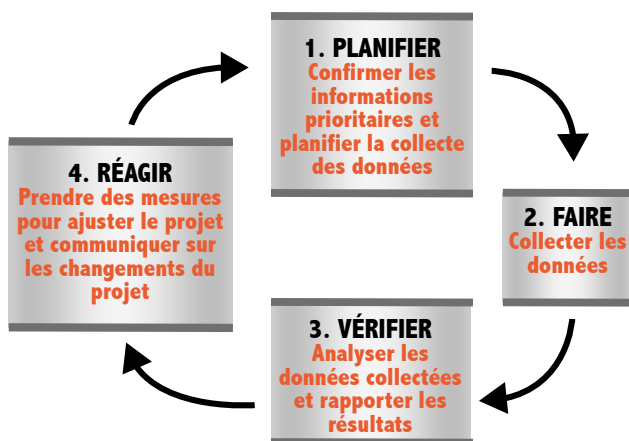 1. PLANIFIER
Confirmer les
informations
prioritaires et
planifier la collecte
des données
2. FAIRE
Collecter les
données
3. VÉRIFIER
Analyser les
données collectées
et rapporter les
résultats
4. RÉAGIR
Prendre des mesures
pour ajuster le projet
et communiquer sur
les changements du
projet